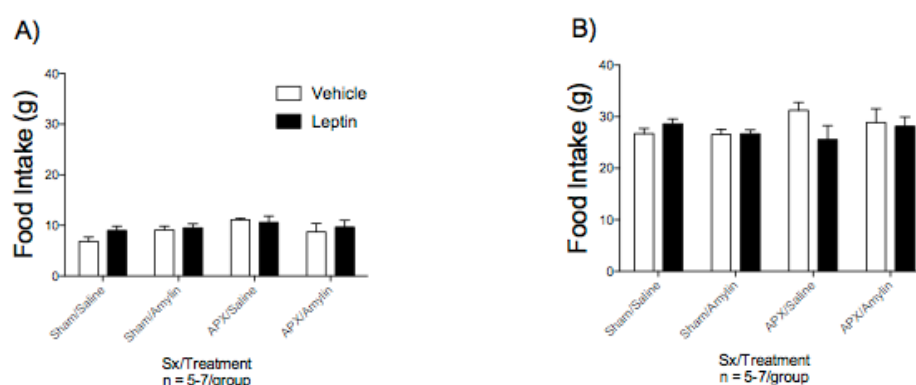 A)
Food Intake (g)
40
30
20
10
0
Vehicle
Leptin
Sham/Saline
Sham/Amylin
APX/Saline
APX/Amylin
Sx/Treatment
n = 5-7/group
B)
Food Intake (g)
40
30
20
10
0
Sham/Saline
Sham/Amylin
APX/Saline
APX/Amylin
Sx/Treatment
n = 5-7/group